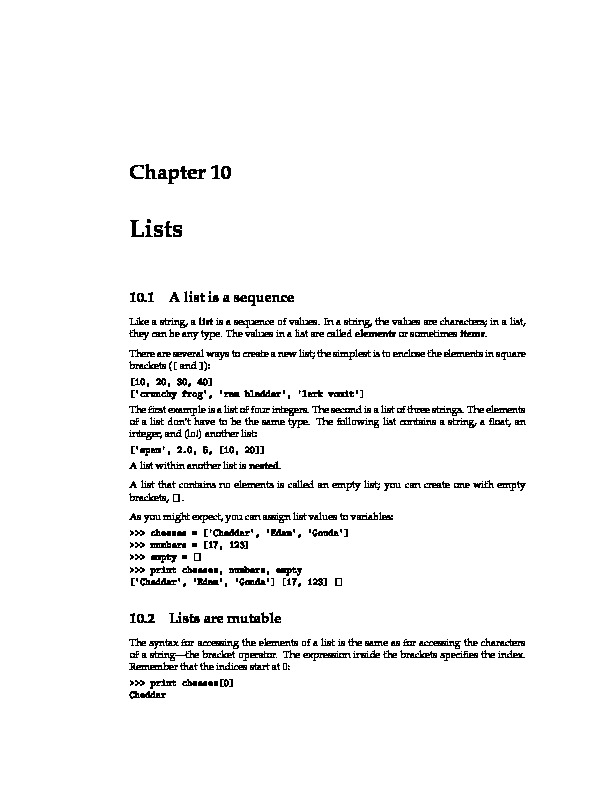 Chapter 10
Lists
10.1 A list is a sequence
Like a string, a list is a sequence of values. In a string, the values are characters; in a list,
they can be any type. The values in a list are called elements or sometimes items.
There are several ways to create a new list; the simplest is to enclose the elements in square
brackets ([ and ]):
[10, 20, 30, 40]
['crunchy frog', 'ram bladder', 'lark vomit']
The first example is a list of four integers. The second is a list of three strings. The elements
of a list don't have to be the same type. The following list contains a string, a float, an
integer, and (lo!) another list:
['spam', 2.0, 5, [10, 20]]
A list within another list is nested.
A list that contains no elements is called an empty list; you can create one with empty
brackets, [].
As you might expect, you can assign list values to variables:
>>> cheeses = ['Cheddar', 'Edam', 'Gouda']
>>> numbers = [17, 123]
>>> empty = []
>>> print cheeses, numbers, empty
['Cheddar', 'Edam', 'Gouda'] [17, 123] []
10.2 Lists are mutable
The syntax for accessing the elements of a list is the same as for accessing the characters
of a string—the bracket operator. The expression inside the brackets specifies the index.
Remember that the indices start at 0:
>>> print cheeses[0]
Cheddar